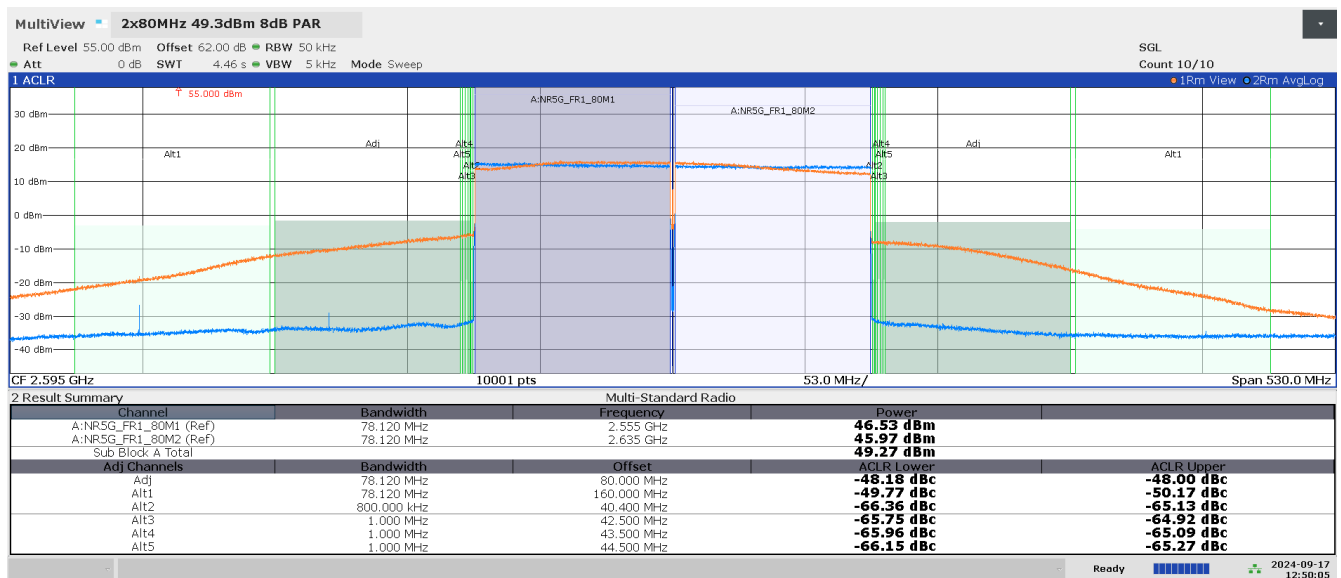 MultiView 2x80MHz 49.3dBm 8dB PAR
Ref Level 55.00 dBm Offset 62.00 dB RBW 50 kHz SGL
Att 0 dB SWT 4.46 s VBW 5 kHz Mode Sweep Count 10/10
1 ACLR 1Rm View 2Rm AvgLog
T 55.000 dBm
A:NR5G_FR1_80M1
A:NR5G_FR1_80M2
30 dBm
20 dBm
Alt1 Adj Alt4 Alt4 Adj Alt1
Alt5 Alt5
Alt2 Alt2
Alt3 Alt3
10 dBm
0 dBm
-10 dBm
-20 dBm
-30 dBm
-40 dBm
CF 2.595 GHz 10001 pts 53.0 MHz/ Span 530.0 MHz
2 Result Summary Multi-Standard Radio
Channel Bandwidth Frequency Power
A:NR5G_FR1_80M1 (Ref) 78.120 MHz 2.555 GHz 46.53 dBm
A:NR5G_FR1_80M2 (Ref) 78.120 MHz 2.635 GHz 45.97 dBm
Sub Block A Total 49.27 dBm
Adj Channels Bandwidth Offset ACLR Lower ACLR Upper
Adj 78.120 MHz 80.000 MHz -48.18 dBc -48.00 dBc
Alt1 78.120 MHz 160.000 MHz -49.77 dBc -50.17 dBc
Alt2 800.000 kHz 40.400 MHz -66.36 dBc -65.13 dBc
Alt3 1.000 MHz 42.500 MHz -65.75 dBc -64.92 dBc
Alt4 1.000 MHz 43.500 MHz -65.96 dBc -65.09 dBc
Alt5 1.000 MHz 44.500 MHz -66.15 dBc -65.27 dBc
Ready 2024-09-17
12:50:05